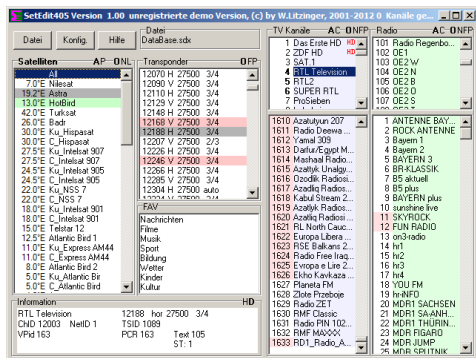 SetEdit405 Version 1.00 unregistrierte demo Version, (c) by W.Litzinger, 2001-2012 0 Kanäle ge...
Datei Konfig. Hilfe
Datei
DataBase.sdx
Satelliten AP ONL
All
7.0°E Nilesat
19.2°E Astra
13.0°E HotBird
42.0°E Turksat
26.0°E Badr
30.0°E Ku_Hispasat
30.0°E C_Hispasat
27.5°E Ku_Intelsat 907
27.5°E C_Intelsat 907
24.5°E Ku_Intelsat 905
24.5°E C_Intelsat 905
22.0°E Ku_NSS 7
22.0°E C_NSS 7
18.0°E Ku_Intelsat 901
18.0°E C_Intelsat 901
15.0°E Telstar 12
12.5°E Atlantic Bird 1
11.0°E Ku_Express AM44
11.0°E C_Express AM44
8.0°E Atlantic Bird 2
5.0°E Ku_Atlantic Bir
5.0°E C_Atlantic Bird
Transponder OFP
12070 H 27500 3/4
12090 V 27500 3/4
12110 H 27500 3/4
12129 V 27500 3/4
12148 H 27500 3/4
12168 V 27500 3/4
12188 H 27500 3/4
12207 V 27500 2/3
12226 H 27500 3/4
12246 V 27500 3/4
12266 H 27500 3/4
12285 V 27500 3/4
12304 H 27500 auto
FAV
Nachrichten
Filme
Musik
Sport
Bildung
Wetter
Kinder
Kultur
Information HD-
RTL Television 12188 hor 27500 3/4
ChID 12003 NetID 1 TSID 1089
VPid 163 PCR 163 Text 105
ST: 1
TV Kanäle AC ONFP
1 Das Erste HD HD
2 ZDF HD HD
3 SAT.1
4 RTL Television
5 RTL2
6 SUPER RTL
7 ProSieben
1610 Azatutyun 207
1611 Radio Deewa ...
1612 Yamal 309
1613 Darfur/Egypt M...
1614 Mashaal Radio...
1615 Azattyk Unalgy...
1616 Ozodlik Radiosi...
1617 Azadliq Radios...
1618 Kabul Stream 2...
1619 Azatlyk Radios...
1620 Azatliq Radiosi ...
1621 RL North Cauc...
1622 Europa Libera ...
1623 RSE Balkans 2...
1624 Radio Free Iraq...
1625 Evropa e Lire 2...
1626 Ekho Kavkaza ...
1627 Planeta FM
1628 Zlote Przeboje
1629 Radio ZET
1630 RMF Classic
1631 Radio PIN 102...
1632 RMF MAXXX
1633 RD1_Radio_A...
Radio AC ONFP
101 Radio Regenbo...
102 OE1
103 OE2 W
104 OE2 N
105 OE2 B
106 OE2 O
107 OE2 S
1 ANTENNE BAY...
2 ROCK ANTENNE
3 Bayern 1
4 Bayern 2
5 BAYERN 3
6 BR-KLASSIK
7 B5 aktuell
8 B5 plus
9 BAYERN plus
10 sunshine live
11 SKYROCK
12 FUN RADIO
13 on3-radio
14 hr1
15 hr2
16 hr3
17 hr4
18 YOU FM
19 hr-iNFO
20 MDR1 SACHSEN
21 MDR1 SA-ANH...
22 MDR1 THÜRIN...
23 MDR FIGARO
24 MDR JUMP
25 MDR SPUTNIK